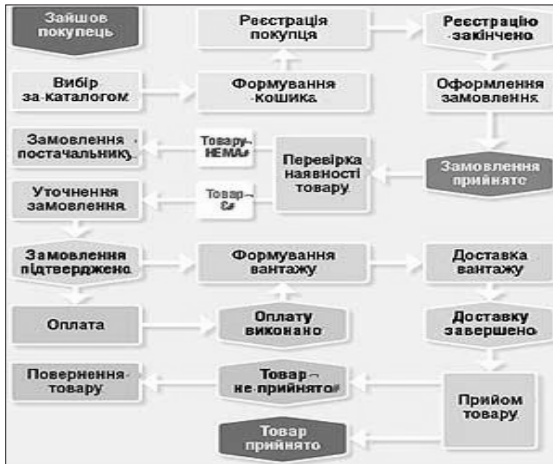 Зайшов
покупець
Реєстрація
покупця
Реєстрацію
закінчено
Вибір
за каталогом
Формування
кошика
Оформлення
замовлення
Замовлення
постачальнику
Товару
НЕМА
Перевірка
наявності
товару
Замовлення
прийнято
Уточнення
замовлення
Товар
Є
Замовлення
підтверджено
Формування
вантажу
Доставка
вантажу
Оплата
Оплату
виконано
Доставку
завершено
Повернення
товару
Товар
не прийнято
Прийом
товару
Товар
прийнято